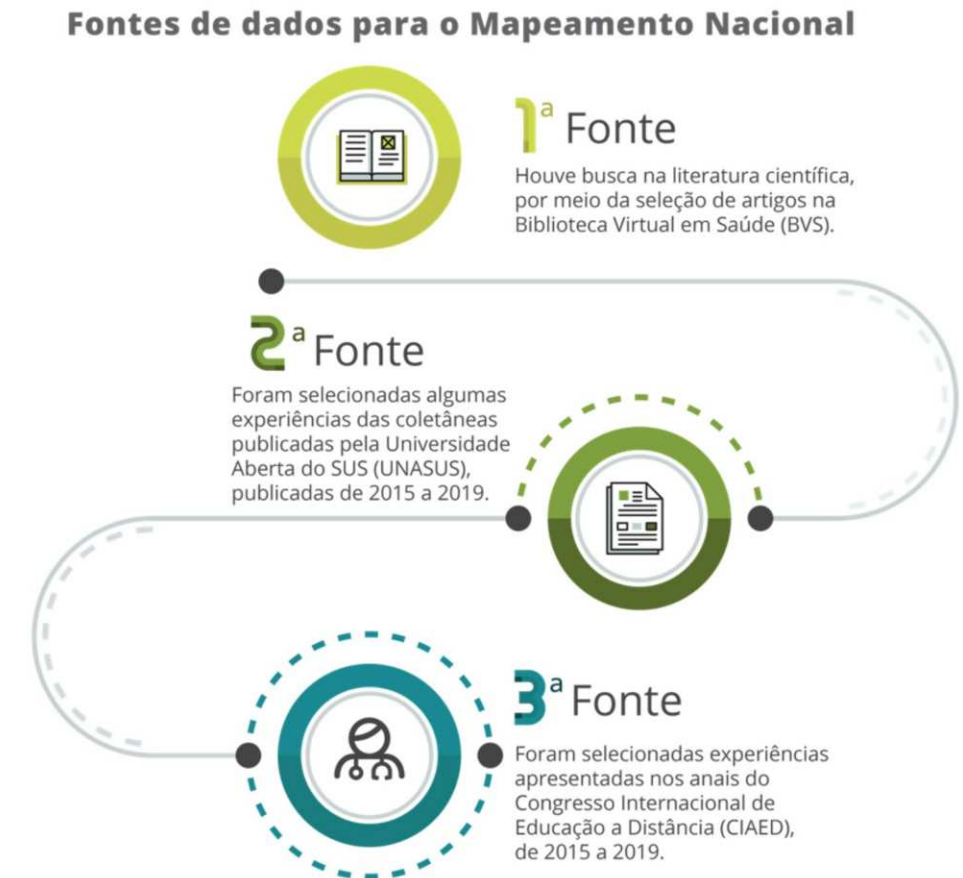 Fontes de dados para o Mapeamento Nacional
1ª Fonte
Houve busca na literatura científica,
por meio da seleção de artigos na
Biblioteca Virtual em Saúde (BVS).
2ª Fonte
Foram selecionadas algumas
experiências das coletâneas
publicadas pela Universidade
Aberta do SUS (UNASUS),
publicadas de 2015 a 2019.
3ª Fonte
Foram selecionadas experiências
apresentadas nos anais do
Congresso Internacional de
Educação a Distância (CIAED),
de 2015 a 2019.